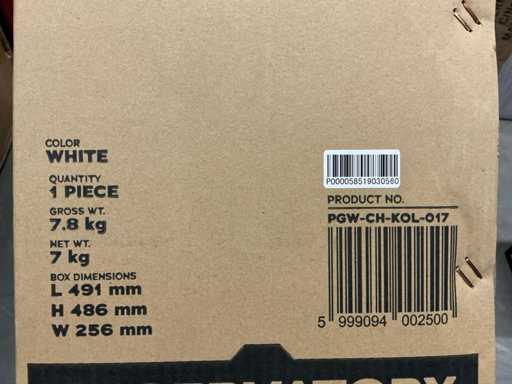 COLOR
WHITE
QUANTITY
1 PIECE
GROSS WT.
7.8 kg
NET WT.
7 kg
BOX DIMENSIONS
L 491 mm
H 486 mm
W 256 mm
P000058519030560
PRODUCT NO.
PGW-CH-KOL-017
5 999094 002500